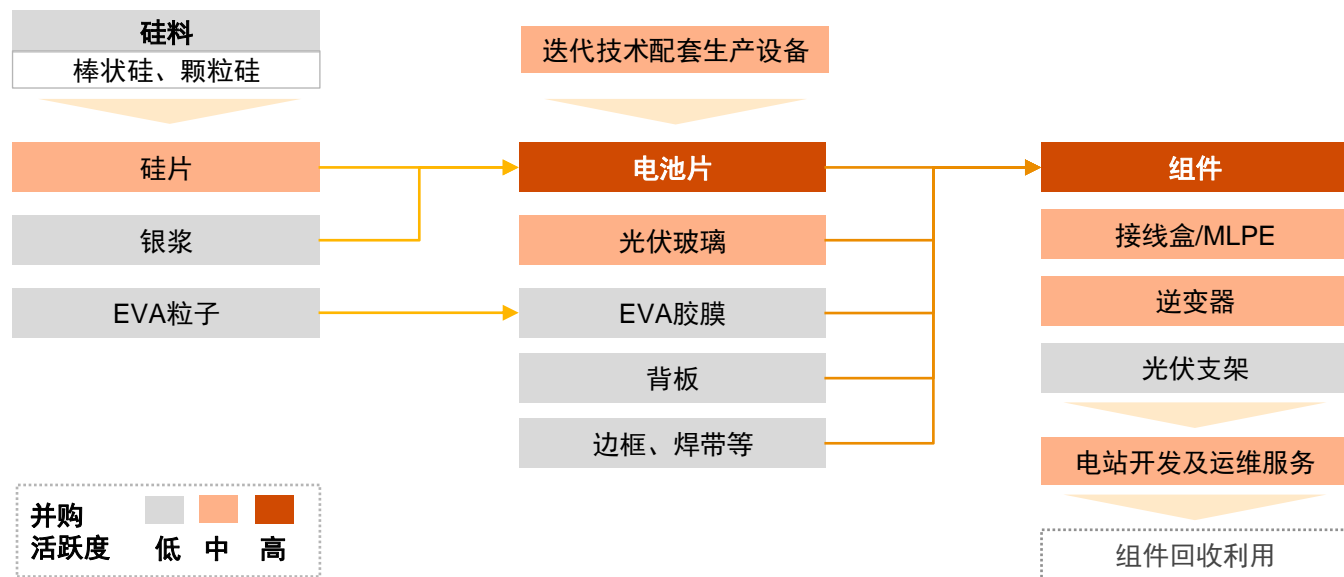 硅料
棒状硅、颗粒硅
迭代技术配套生产设备
硅片
电池片
组件
银浆
光伏玻璃
接线盒/MLPE
EVA粒子
EVA胶膜
逆变器
背板
光伏支架
边框、焊带等
电站开发及运维服务
组件回收利用
并购
活跃度
低 中 高